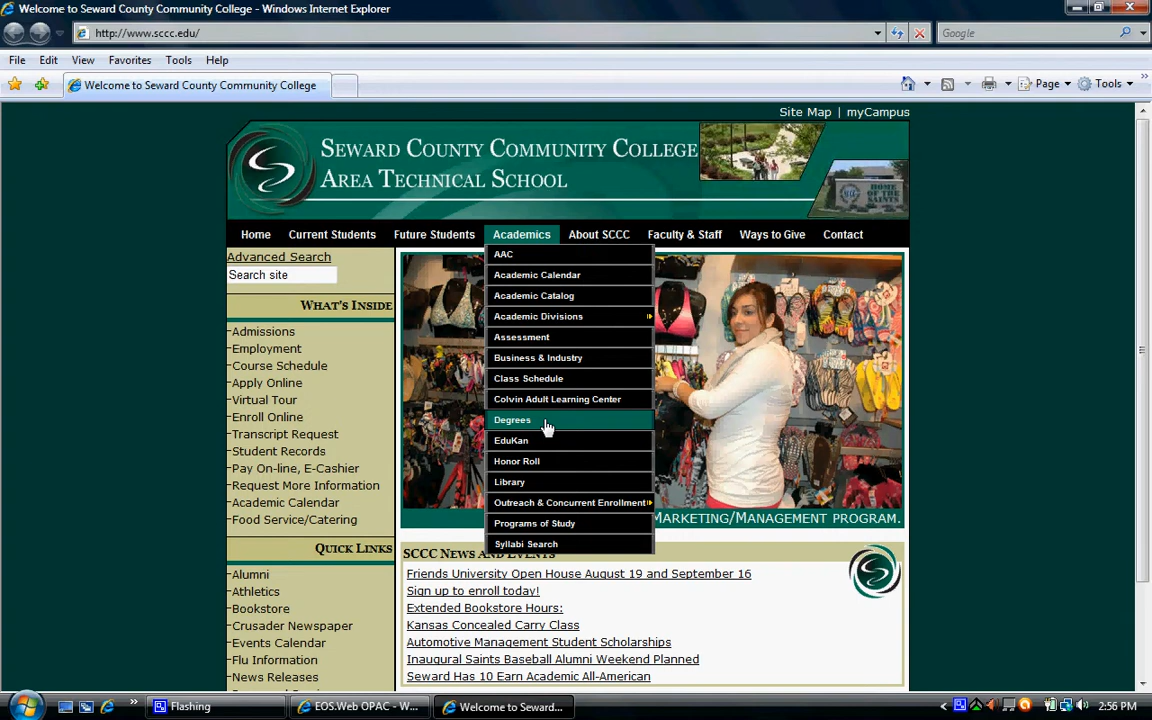 Welcome to Seward County Community College - Windows Internet Explorer
http://www.sccc.edu/
Google
File Edit View Favorites Tools Help
Welcome to Seward County Community College
Page Tools
Site Map | myCampus
SEWARD COUNTY COMMUNITY COLLEGE
AREA TECHNICAL SCHOOL
HOME OF THE SAINTS
Home Current Students Future Students Academics About SCCC Faculty & Staff Ways to Give Contact
Advanced Search
Search site
WHAT'S INSIDE
Admissions
Employment
Course Schedule
Apply Online
Virtual Tour
Enroll Online
Transcript Request
Student Records
Pay On-line, E-Cashier
Request More Information
Academic Calendar
Food Service/Catering
QUICK LINKS
Alumni
Athletics
Bookstore
Crusader Newspaper
Events Calendar
Flu Information
News Releases
AAC
Academic Calendar
Academic Catalog
Academic Divisions
Assessment
Business & Industry
Class Schedule
Colvin Adult Learning Center
Degrees
EduKan
Honor Roll
Library
Outreach & Concurrent Enrollment
Programs of Study
Syllabi Search
MARKETING/MANAGEMENT PROGRAM.
SCCC NEWS AND EVENTS
Friends University Open House August 19 and September 16
Sign up to enroll today!
Extended Bookstore Hours:
Kansas Concealed Carry Class
Automotive Management Student Scholarships
Inaugural Saints Baseball Alumni Weekend Planned
Seward Has 10 Earn Academic All-American
Flashing
EOS.Web OPAC - W...
Welcome to Seward...
2:56 PM